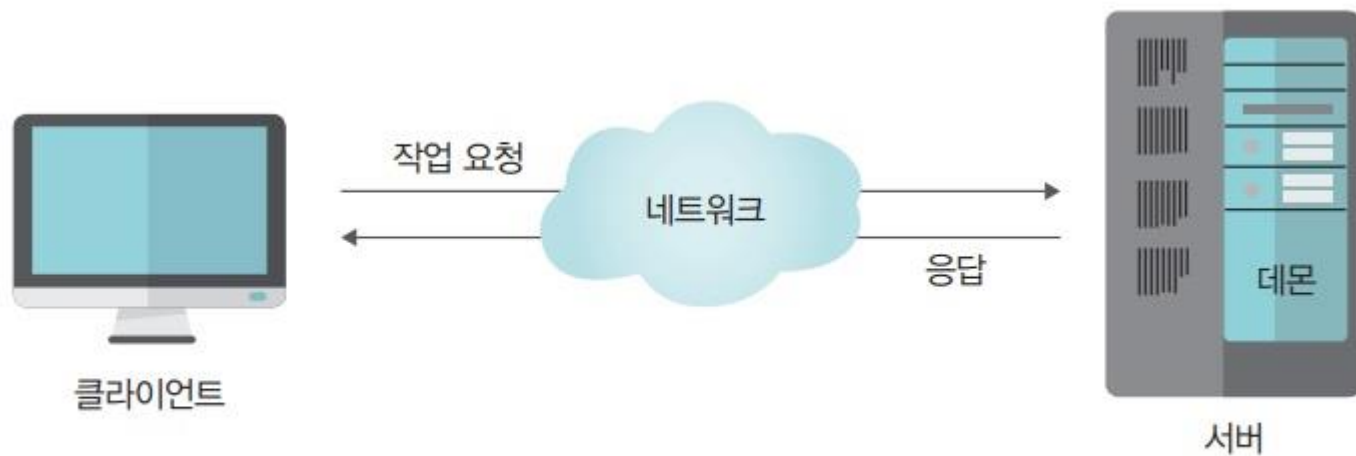 작업 요청
네트워크
응답
데몬
클라이언트
서버